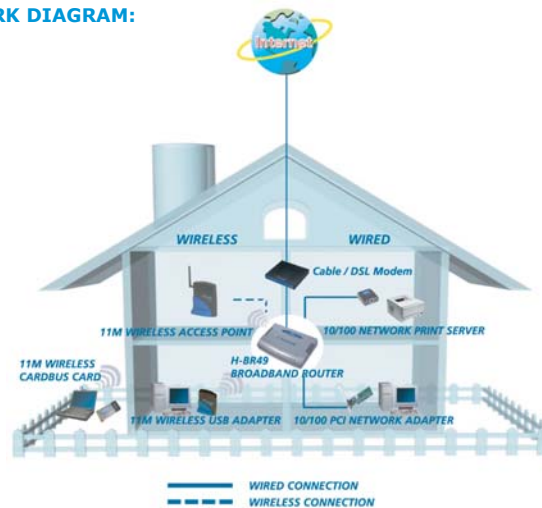 RK DIAGRAM:
Internet
WIRELESS
WIRED
Cable / DSL Modem
11M WIRELESS ACCESS POINT
10/100 NETWORK PRINT SERVER
H-BR49
BROADBAND ROUTER
11M WIRELESS
CARDBUS CARD
11M WIRELESS USB ADAPTER
10/100 PCI NETWORK ADAPTER
WIRED CONNECTION
WIRELESS CONNECTION